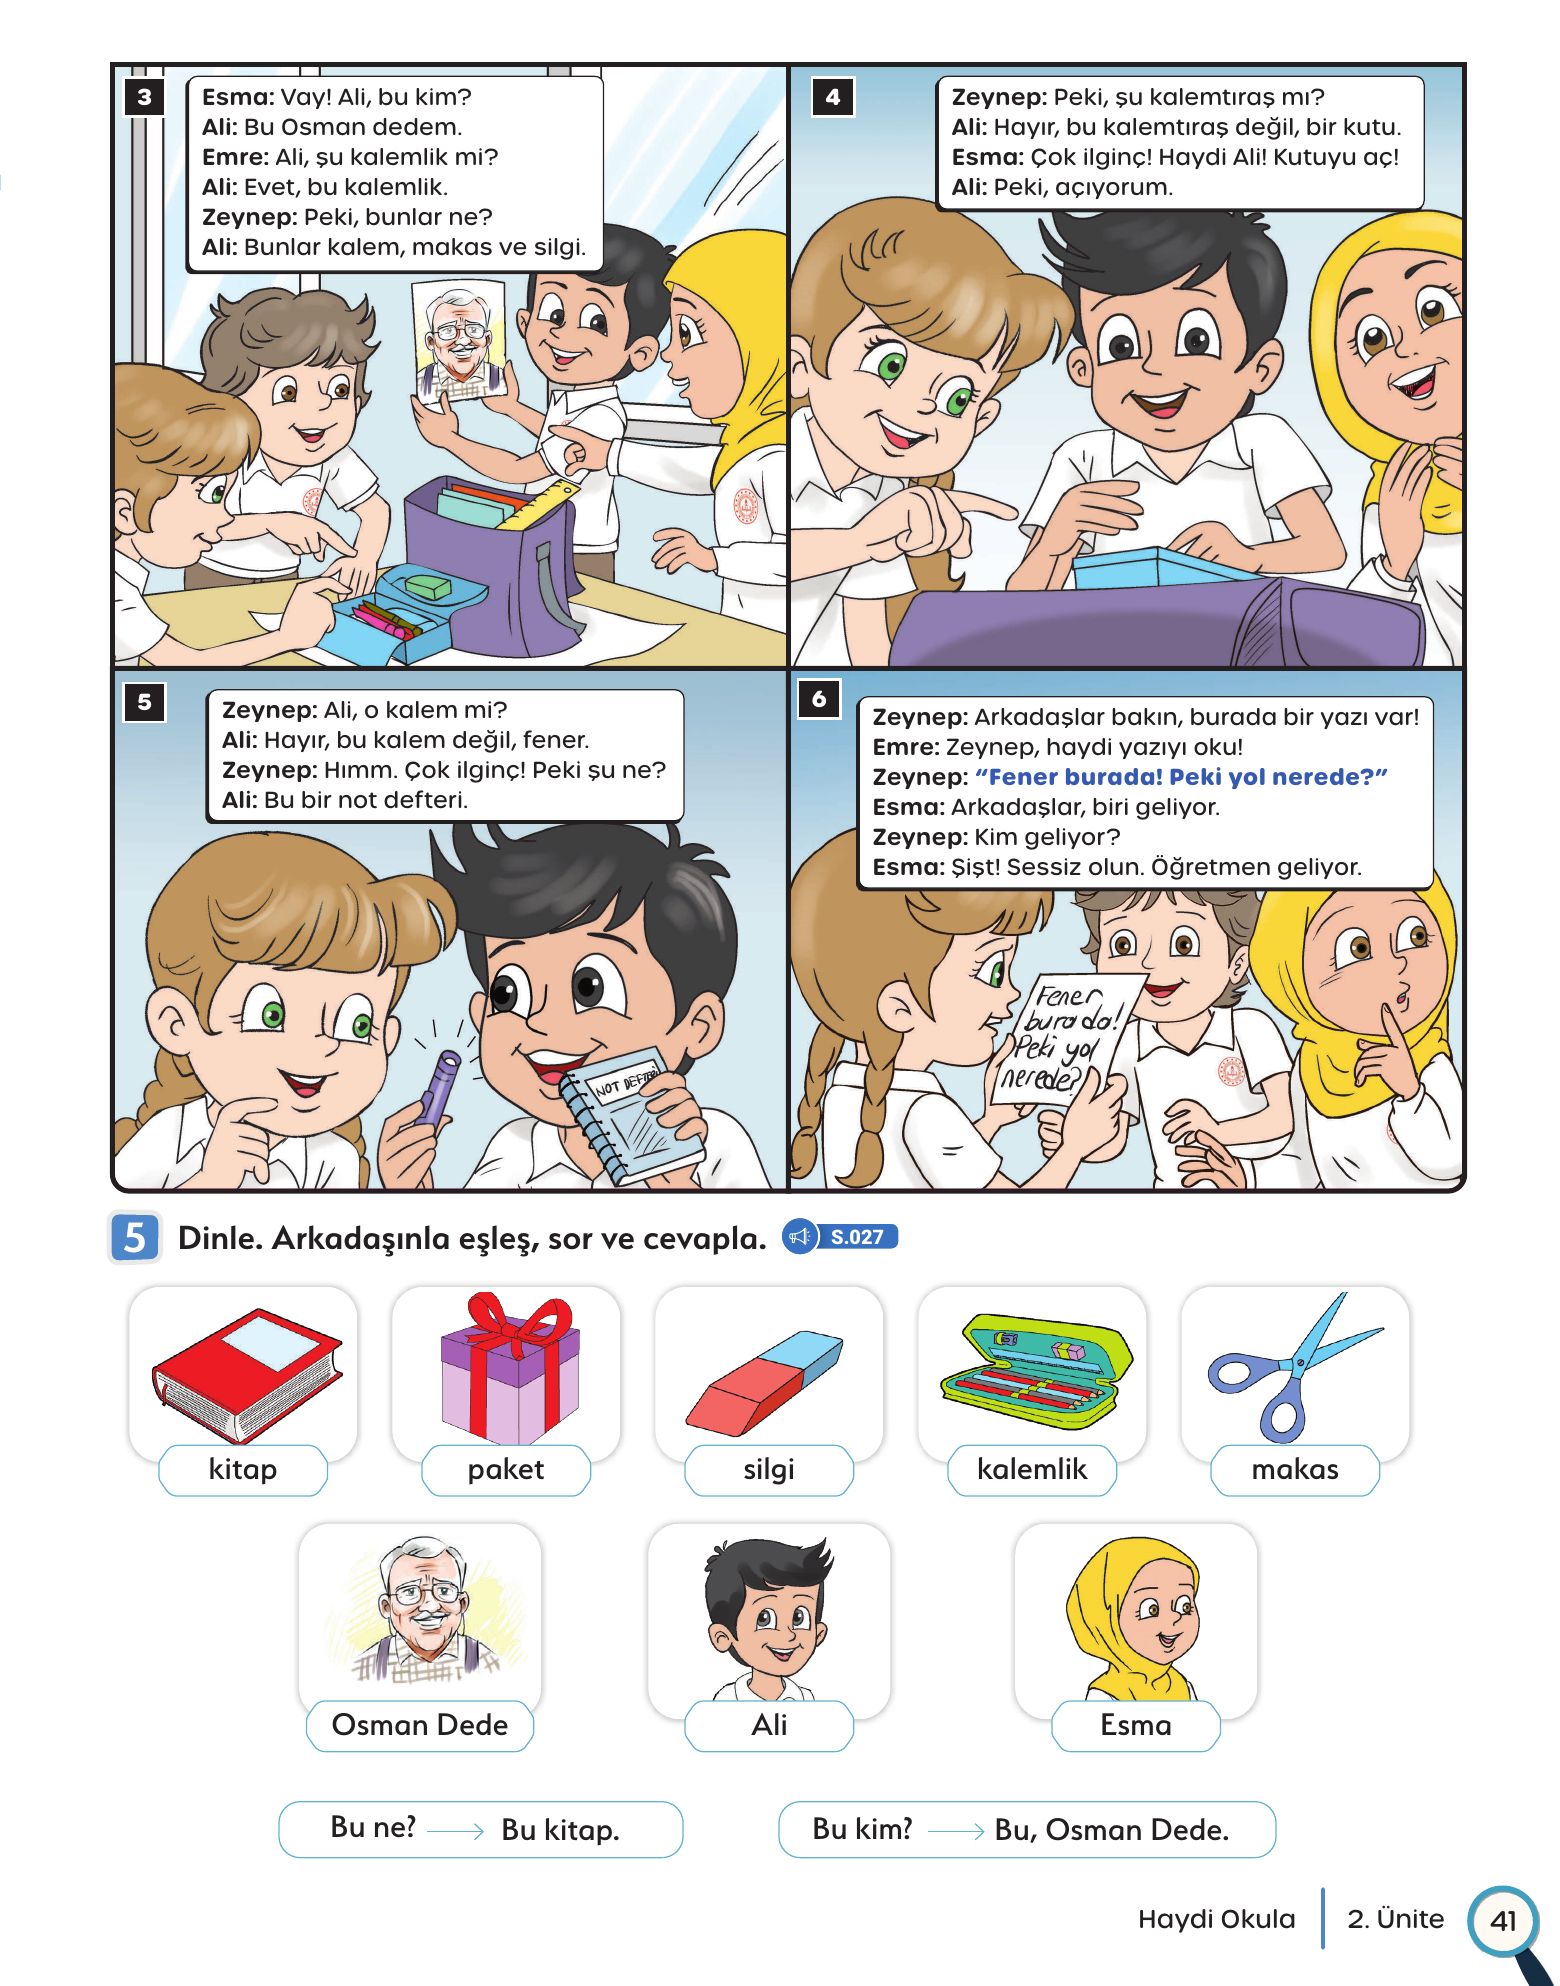 3
Esma: Vay! Ali, bu kim?
Ali: Bu Osman dedem.
Emre: Ali, şu kalemlik mi?
Ali: Evet, bu kalemlik.
Zeynep: Peki, bunlar ne?
Ali: Bunlar kalem, makas ve silgi.
4
Zeynep: Peki, şu kalemtıraş mı?
Ali: Hayır, bu kalemtıraş değil, bir kutu.
Esma: Çok ilginç! Haydi Ali! Kutuyu aç!
Ali: Peki, açıyorum.
5
Zeynep: Ali, o kalem mi?
Ali: Hayır, bu kalem değil, fener.
Zeynep: Hımm. Çok ilginç! Peki şu ne?
Ali: Bu bir not defteri.
NOT DEFTERİ
6
Zeynep: Arkadaşlar bakın, burada bir yazı var!
Emre: Zeynep, haydi yazıyı oku!
Zeynep: “Fener burada! Peki yol nerede?”
Esma: Arkadaşlar, biri geliyor.
Zeynep: Kim geliyor?
Esma: Şişt! Sessiz olun. Öğretmen geliyor.
Fener
burada!
Peki yol
nerede?
5 Dinle. Arkadaşınla eşleş, sor ve cevapla. S.027
kitap paket silgi kalemlik makas
Osman Dede Ali Esma
Bu ne? → Bu kitap. Bu kim? → Bu, Osman Dede.
Haydi Okula 2. Ünite 41